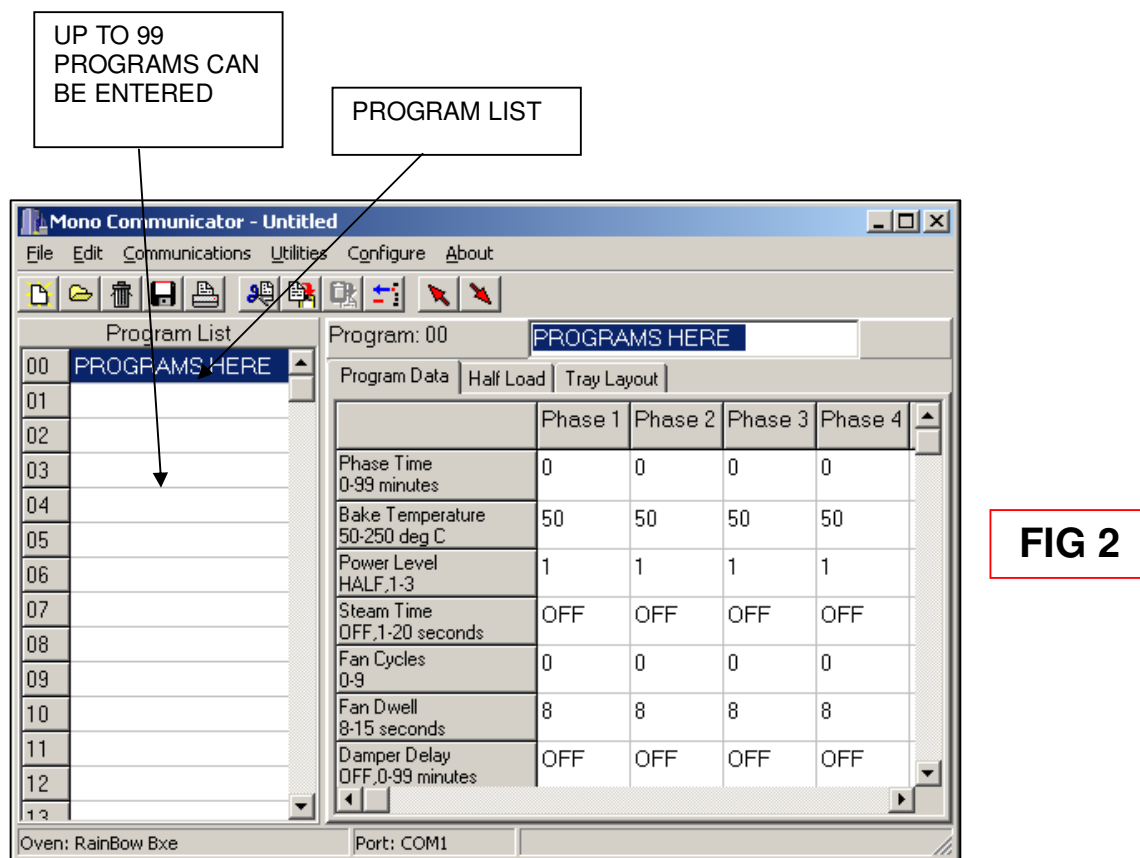 UP TO 99
PROGRAMS CAN
BE ENTERED
PROGRAM LIST
Mono Communicator - Untitled
File Edit Communications Utilities Configure About
Program List
Program: 00 PROGRAMS HERE
00 PROGRAMS HERE
01
02
03
04
05
06
07
08
09
10
11
12
13
Program Data Half Load Tray Layout
Phase 1 Phase 2 Phase 3 Phase 4
Phase Time
0-99 minutes
0 0 0 0
Bake Temperature
50-250 deg C
50 50 50 50
Power Level
HALF,1-3
1 1 1 1
Steam Time
OFF,1-20 seconds
OFF OFF OFF OFF
Fan Cycles
0-9
0 0 0 0
Fan Dwell
8-15 seconds
8 8 8 8
Damper Delay
OFF,0-99 minutes
OFF OFF OFF OFF
Oven: RainBow Bxe Port: COM1
FIG 2